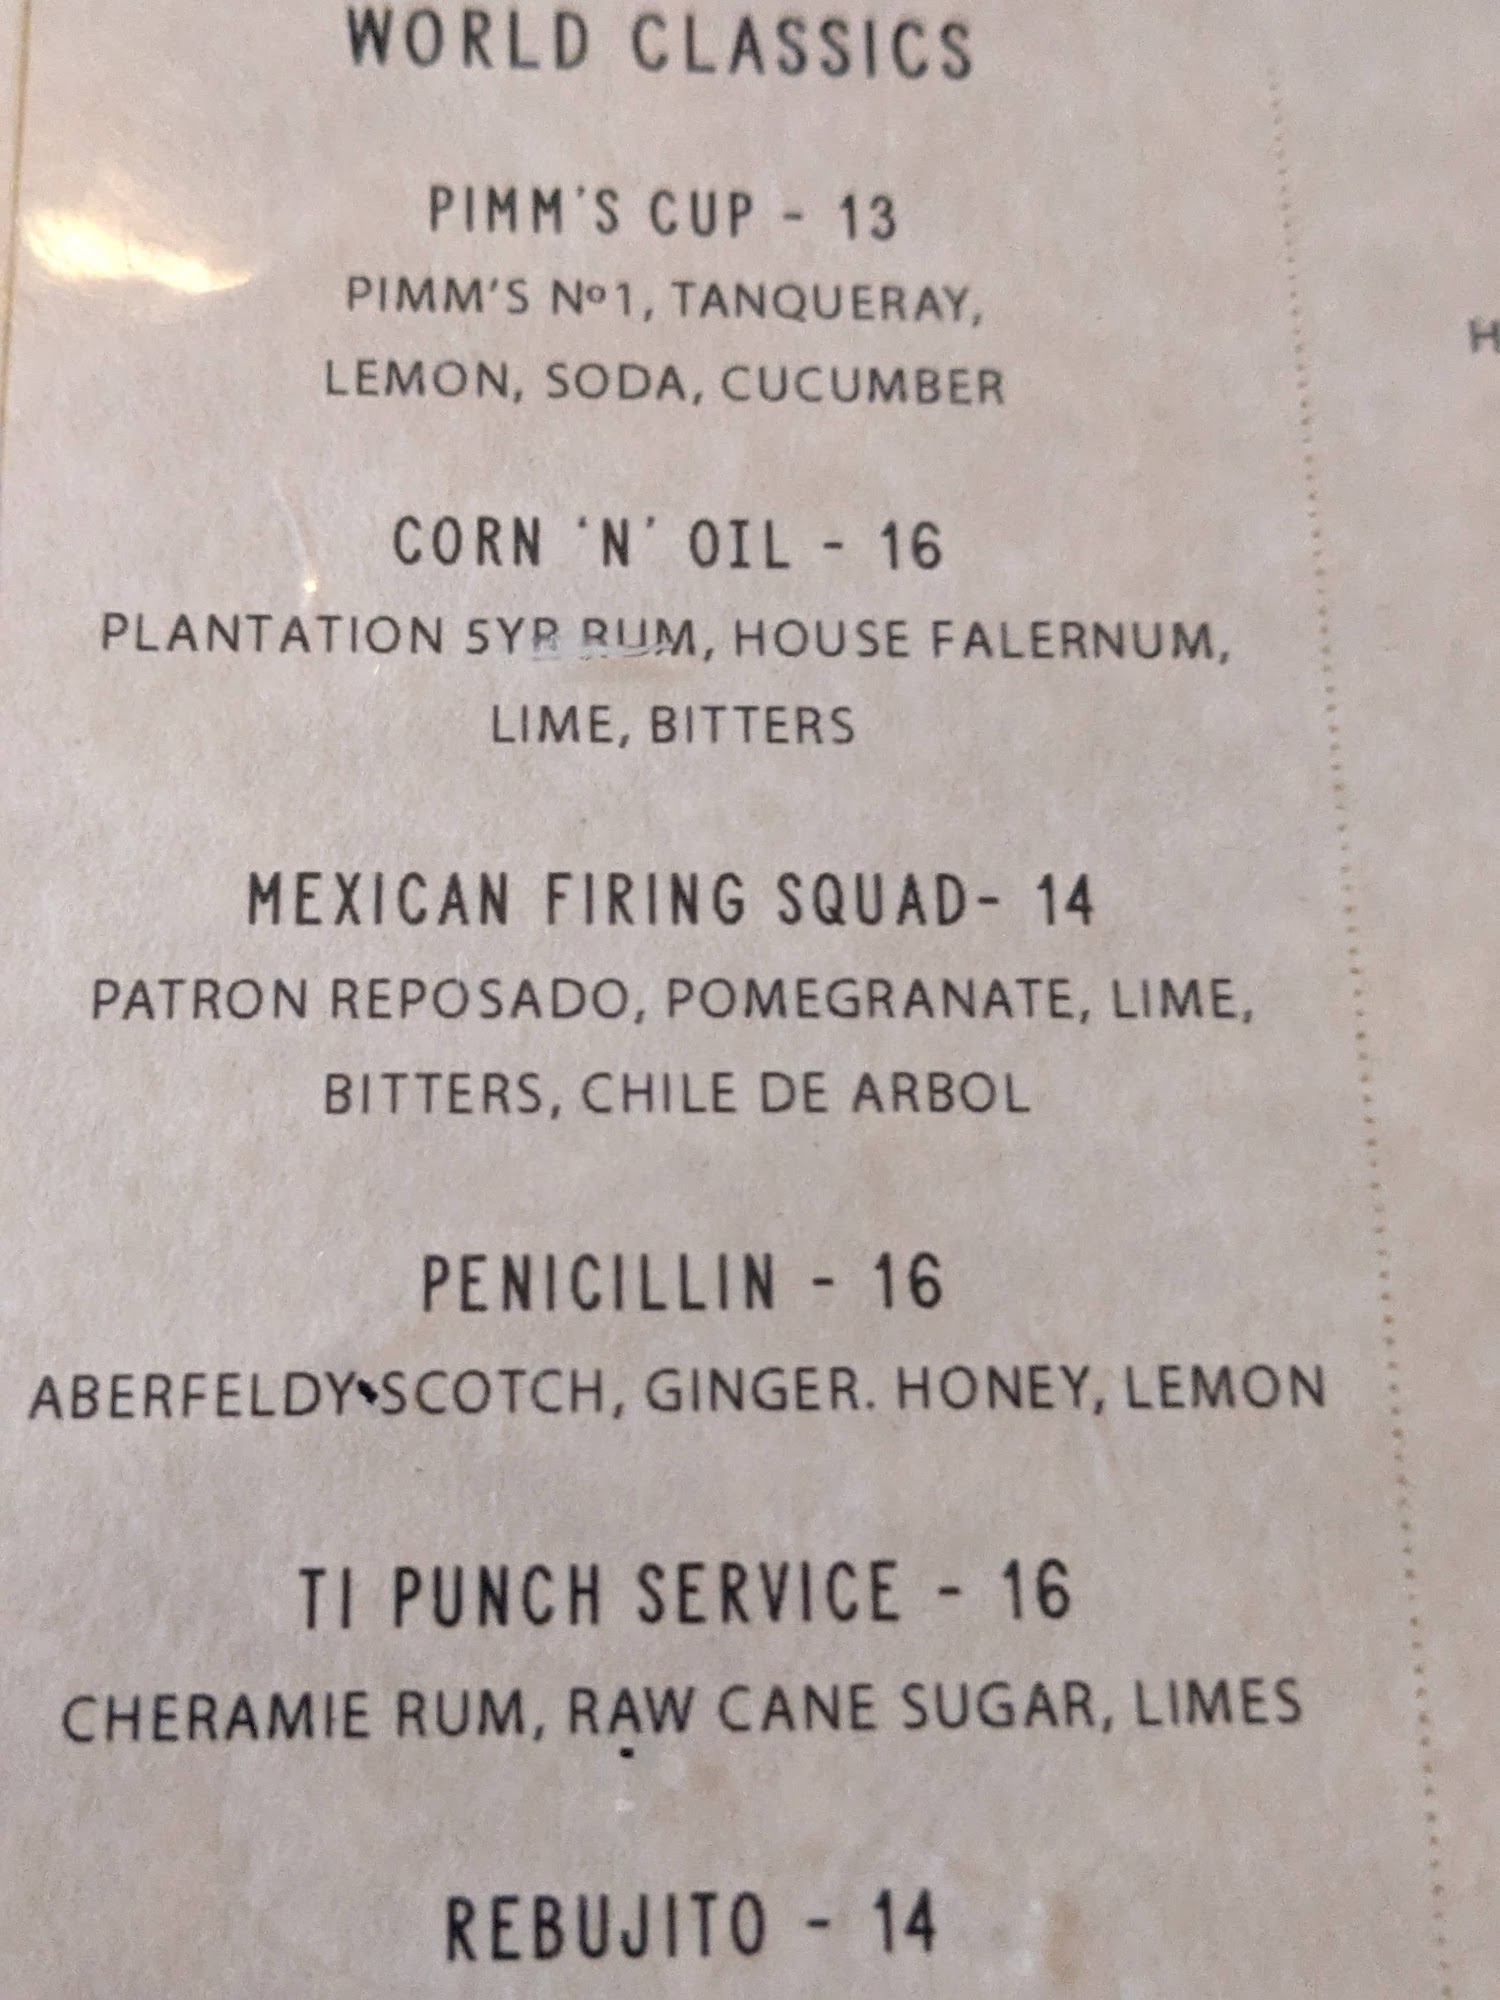 WORLD CLASSICS
PIMM'S CUP - 13
PIMM'S Nº1, TANQUERAY,
LEMON, SODA, CUCUMBER
CORN 'N' OIL - 16
PLANTATION 5YR RUM, HOUSE FALERNUM,
LIME, BITTERS
MEXICAN FIRING SQUAD- 14
PATRON REPOSADO, POMEGRANATE, LIME,
BITTERS, CHILE DE ARBOL
PENICILLIN - 16
ABERFELDY SCOTCH, GINGER. HONEY, LEMON
TI PUNCH SERVICE - 16
CHERAMIE RUM, RAW CANE SUGAR, LIMES
REBUJITO - 14